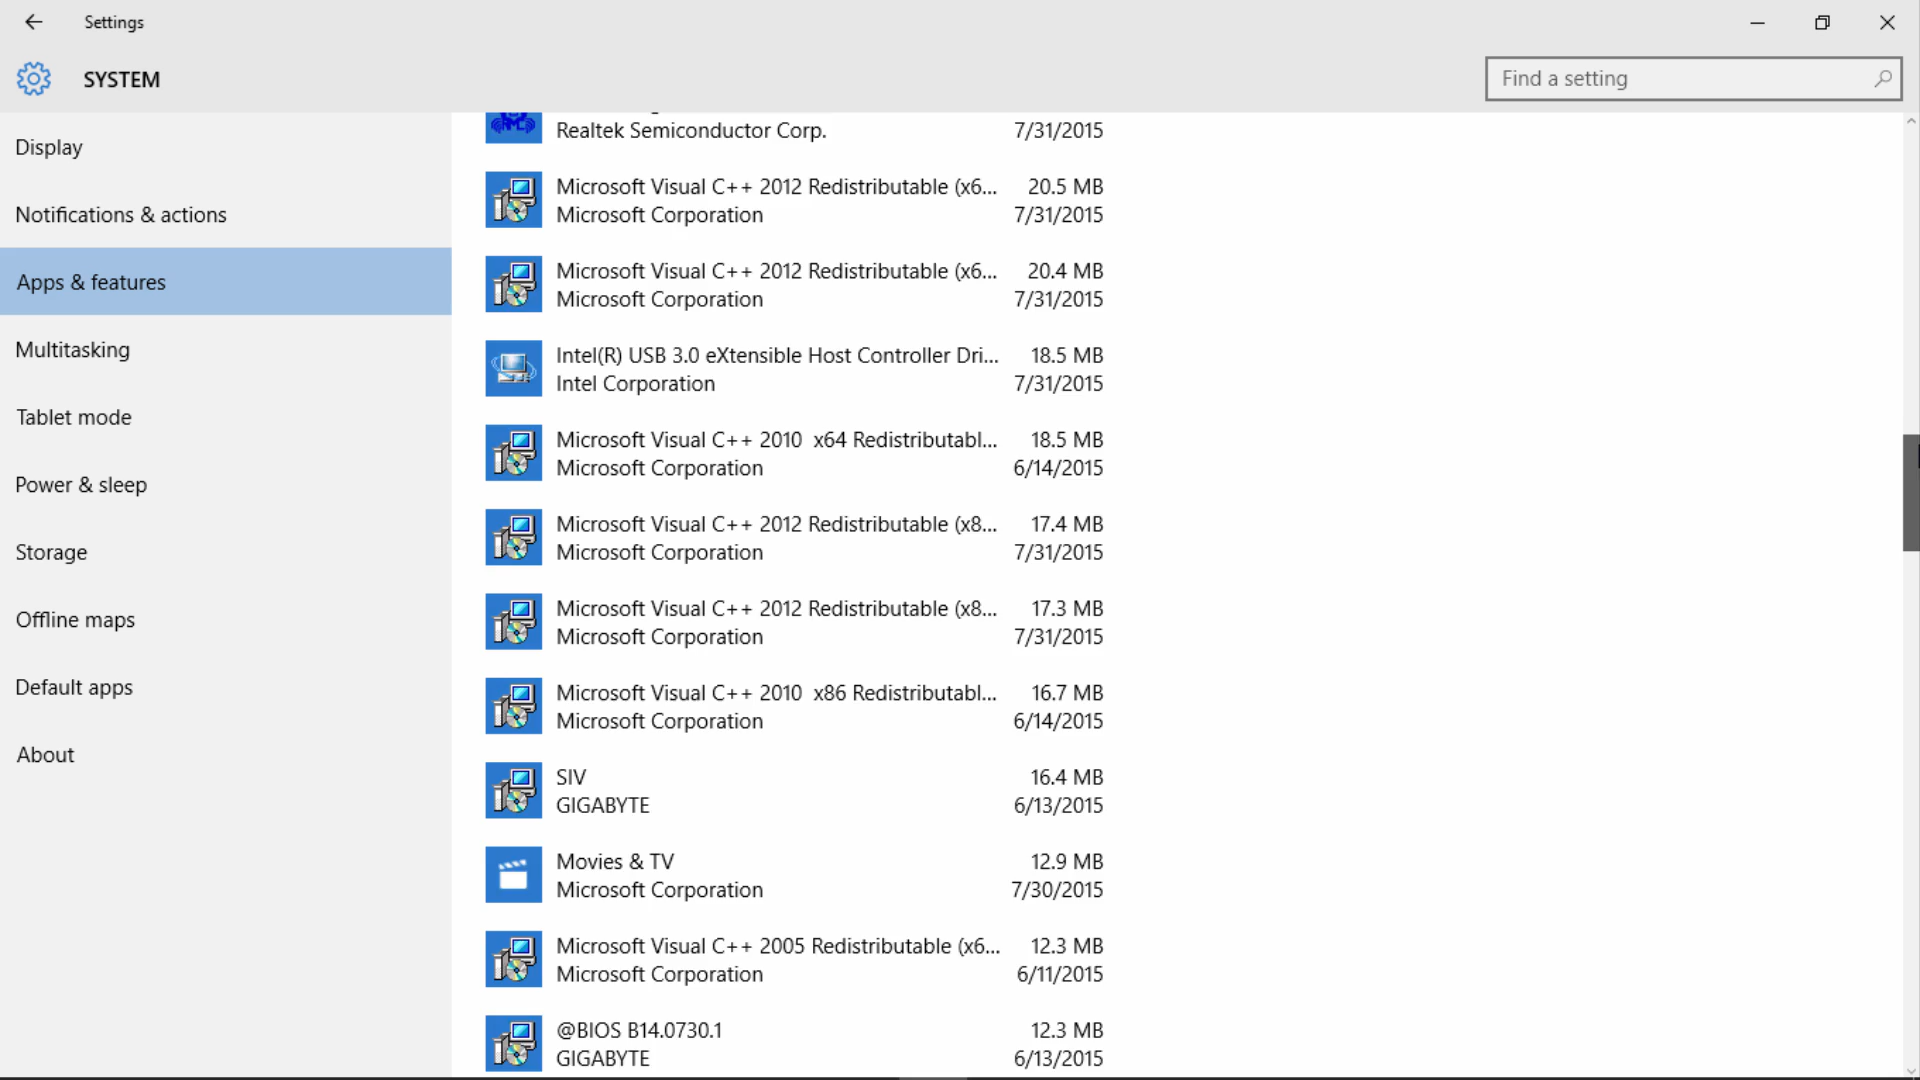 Settings
SYSTEM
Find a setting
Display
Notifications & actions
Apps & features
Multitasking
Tablet mode
Power & sleep
Storage
Offline maps
Default apps
About
Realtek Semiconductor Corp. 7/31/2015
Microsoft Visual C++ 2012 Redistributable (x6... 20.5 MB
Microsoft Corporation 7/31/2015
Microsoft Visual C++ 2012 Redistributable (x6... 20.4 MB
Microsoft Corporation 7/31/2015
Intel(R) USB 3.0 eXtensible Host Controller Dri... 18.5 MB
Intel Corporation 7/31/2015
Microsoft Visual C++ 2010  x64 Redistributabl... 18.5 MB
Microsoft Corporation 6/14/2015
Microsoft Visual C++ 2012 Redistributable (x8... 17.4 MB
Microsoft Corporation 7/31/2015
Microsoft Visual C++ 2012 Redistributable (x8... 17.3 MB
Microsoft Corporation 7/31/2015
Microsoft Visual C++ 2010  x86 Redistributabl... 16.7 MB
Microsoft Corporation 6/14/2015
SIV 16.4 MB
GIGABYTE 6/13/2015
Movies & TV 12.9 MB
Microsoft Corporation 7/30/2015
Microsoft Visual C++ 2005 Redistributable (x6... 12.3 MB
Microsoft Corporation 6/11/2015
@BIOS B14.0730.1 12.3 MB
GIGABYTE 6/13/2015